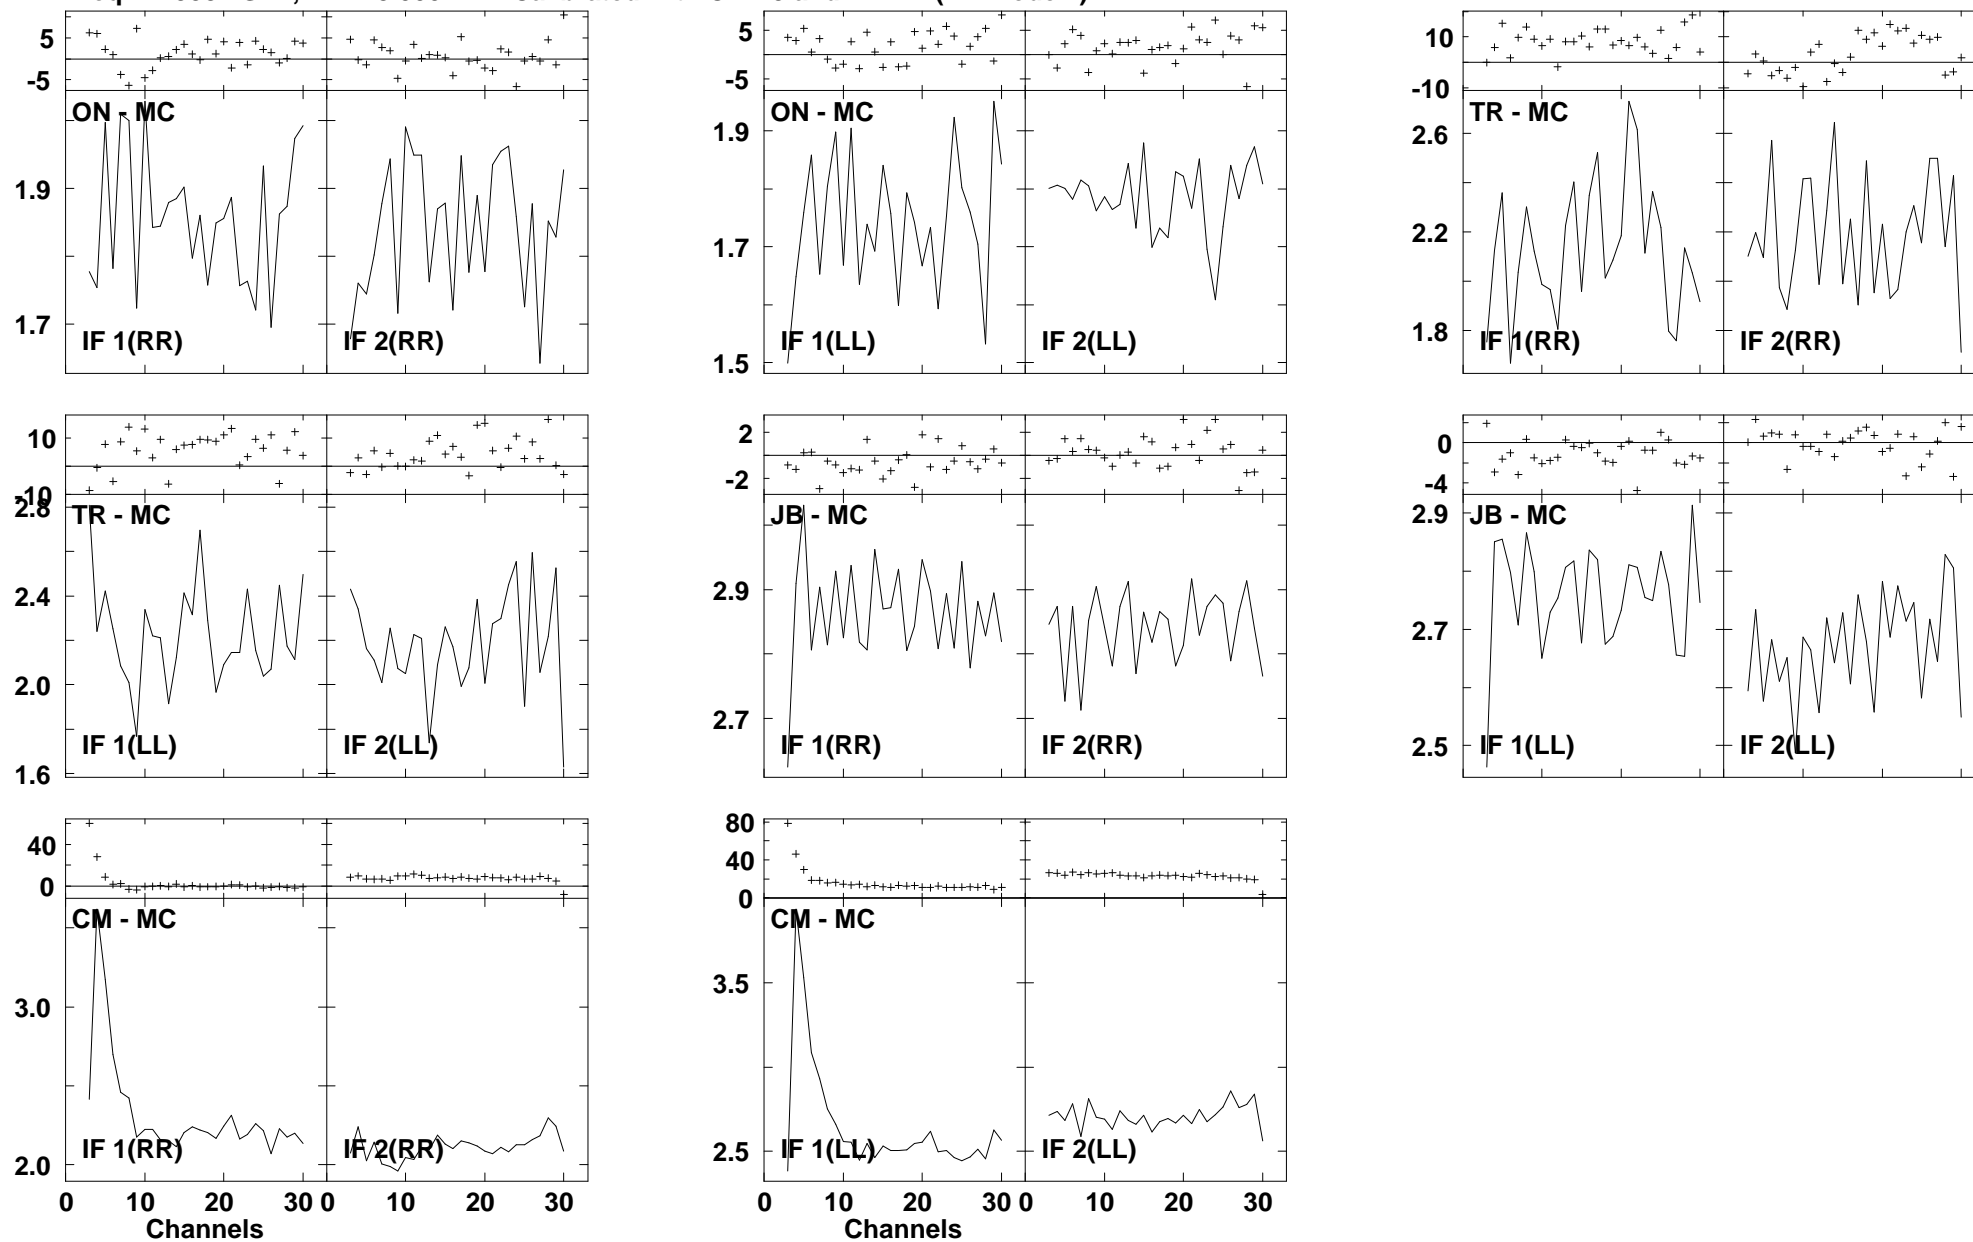 5
-5
ON - MC
1.9
1.7
IF 1(RR)
IF 2(RR)
5
-5
ON - MC
1.9
1.7
1.5
IF 1(LL)
IF 2(LL)
10
-10
TR - MC
2.6
2.2
1.8
IF 1(RR)
IF 2(RR)
10
-10
2.8
TR - MC
2.4
2.0
1.6
IF 1(LL)
IF 2(LL)
2
-2
JB - MC
2.9
2.7
IF 1(RR)
IF 2(RR)
0
-4
2.9
JB - MC
2.7
2.5
IF 1(LL)
IF 2(LL)
40
0
CM - MC
3.0
2.0
IF 1(RR)
IF 2(RR)
0 10 20 30 0 10 20 30
Channels
80
40
0
CM - MC
3.5
2.5
IF 1(LL)
IF 2(LL)
0 10 20 30 0 10 20 30
Channels